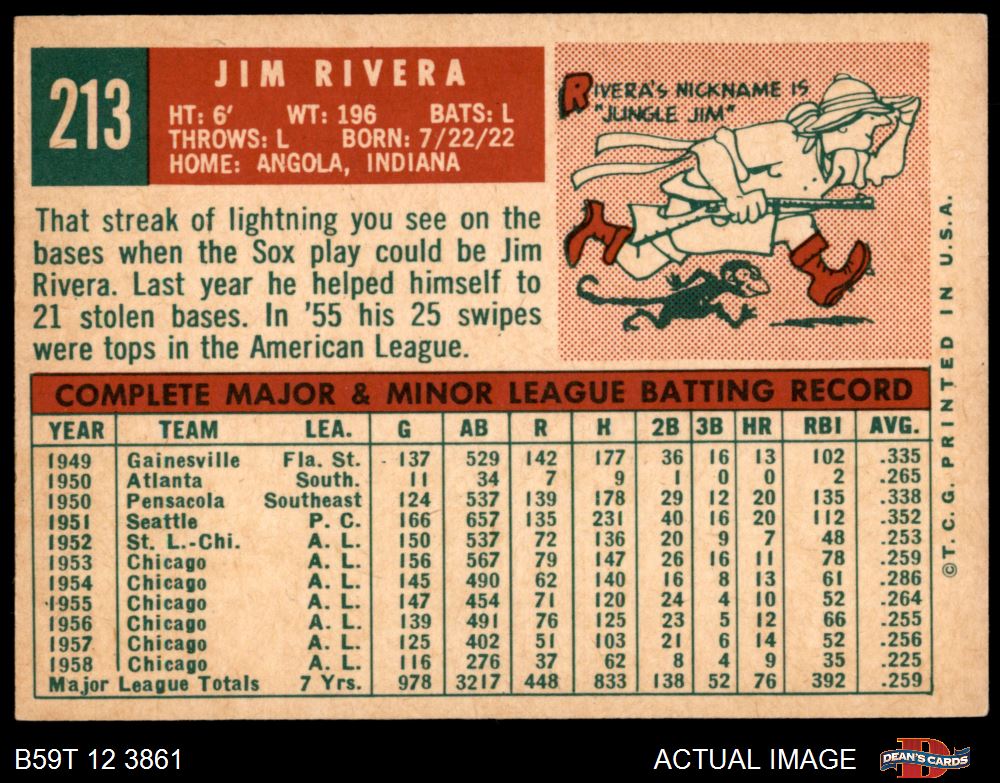 213
JIM RIVERA
HT: 6' WT: 196 BATS: L
THROWS: L BORN: 7/22/22
HOME: ANGOLA, INDIANA
RIVERA'S NICKNAME IS
"JUNGLE JIM"
That streak of lightning you see on the
bases when the Sox play could be Jim
Rivera. Last year he helped himself to
21 stolen bases. In '55 his 25 swipes
were tops in the American League.
COMPLETE MAJOR & MINOR LEAGUE BATTING RECORD
YEAR TEAM LEA. G AB R H 2B 3B HR RBI AVG.
1949 Gainesville Fla. St. 137 529 142 177 36 16 13 102 .335
1950 Atlanta South. 11 34 7 9 1 0 0 2 .265
1950 Pensacola Southeast 124 537 139 178 29 12 20 135 .338
1951 Seattle P. C. 166 657 135 231 40 16 20 112 .352
1952 St. L.-Chi. A. L. 150 537 72 136 20 9 7 48 .253
1953 Chicago A. L. 156 567 79 147 26 16 11 78 .259
1954 Chicago A. L. 145 490 62 140 16 8 13 61 .286
1955 Chicago A. L. 147 454 71 120 24 4 10 52 .264
1956 Chicago A. L. 139 491 76 125 23 5 12 66 .255
1957 Chicago A. L. 125 402 51 103 21 6 14 52 .256
1958 Chicago A. L. 116 276 37 62 8 4 9 35 .225
Major League Totals 7 Yrs. 978 3217 448 833 138 52 76 392 .259
©T. C. G. PRINTED IN U.S.A.
B59T 12 3861
ACTUAL IMAGE
D
DEAN'S CARDS